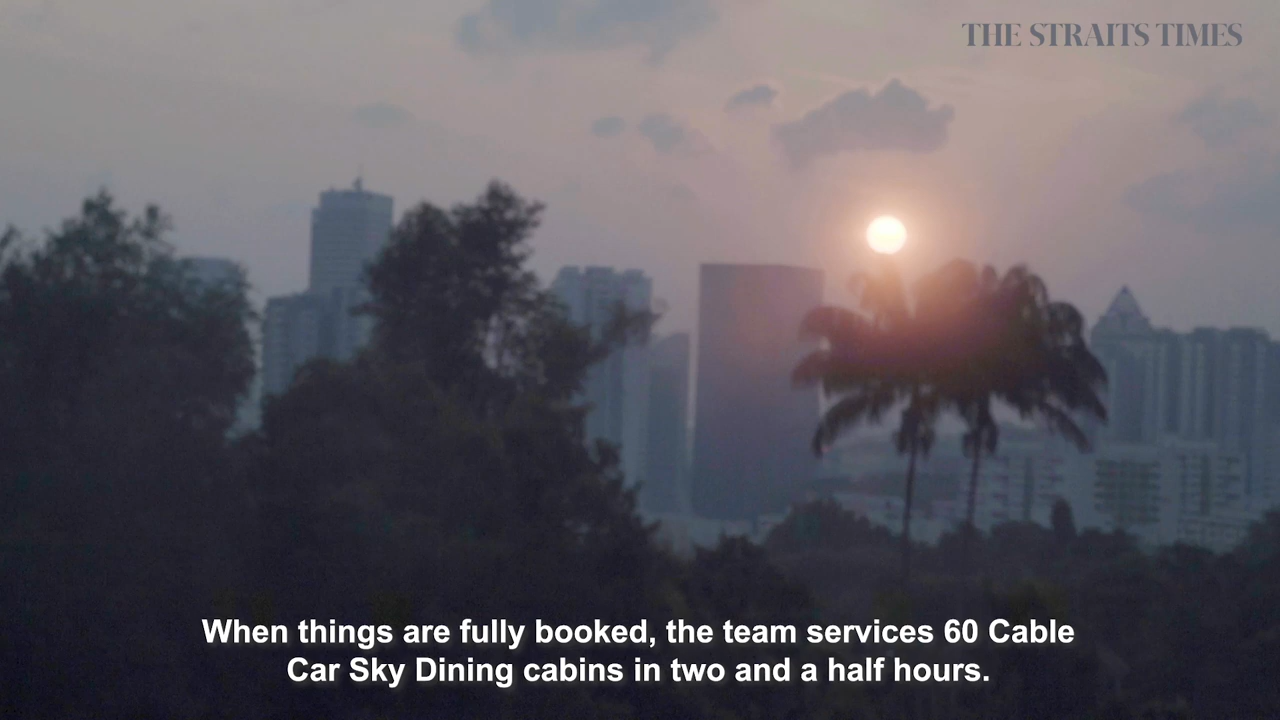 THE STRAITS TIMES
When things are fully booked, the team services 60 Cable
Car Sky Dining cabins in two and a half hours.